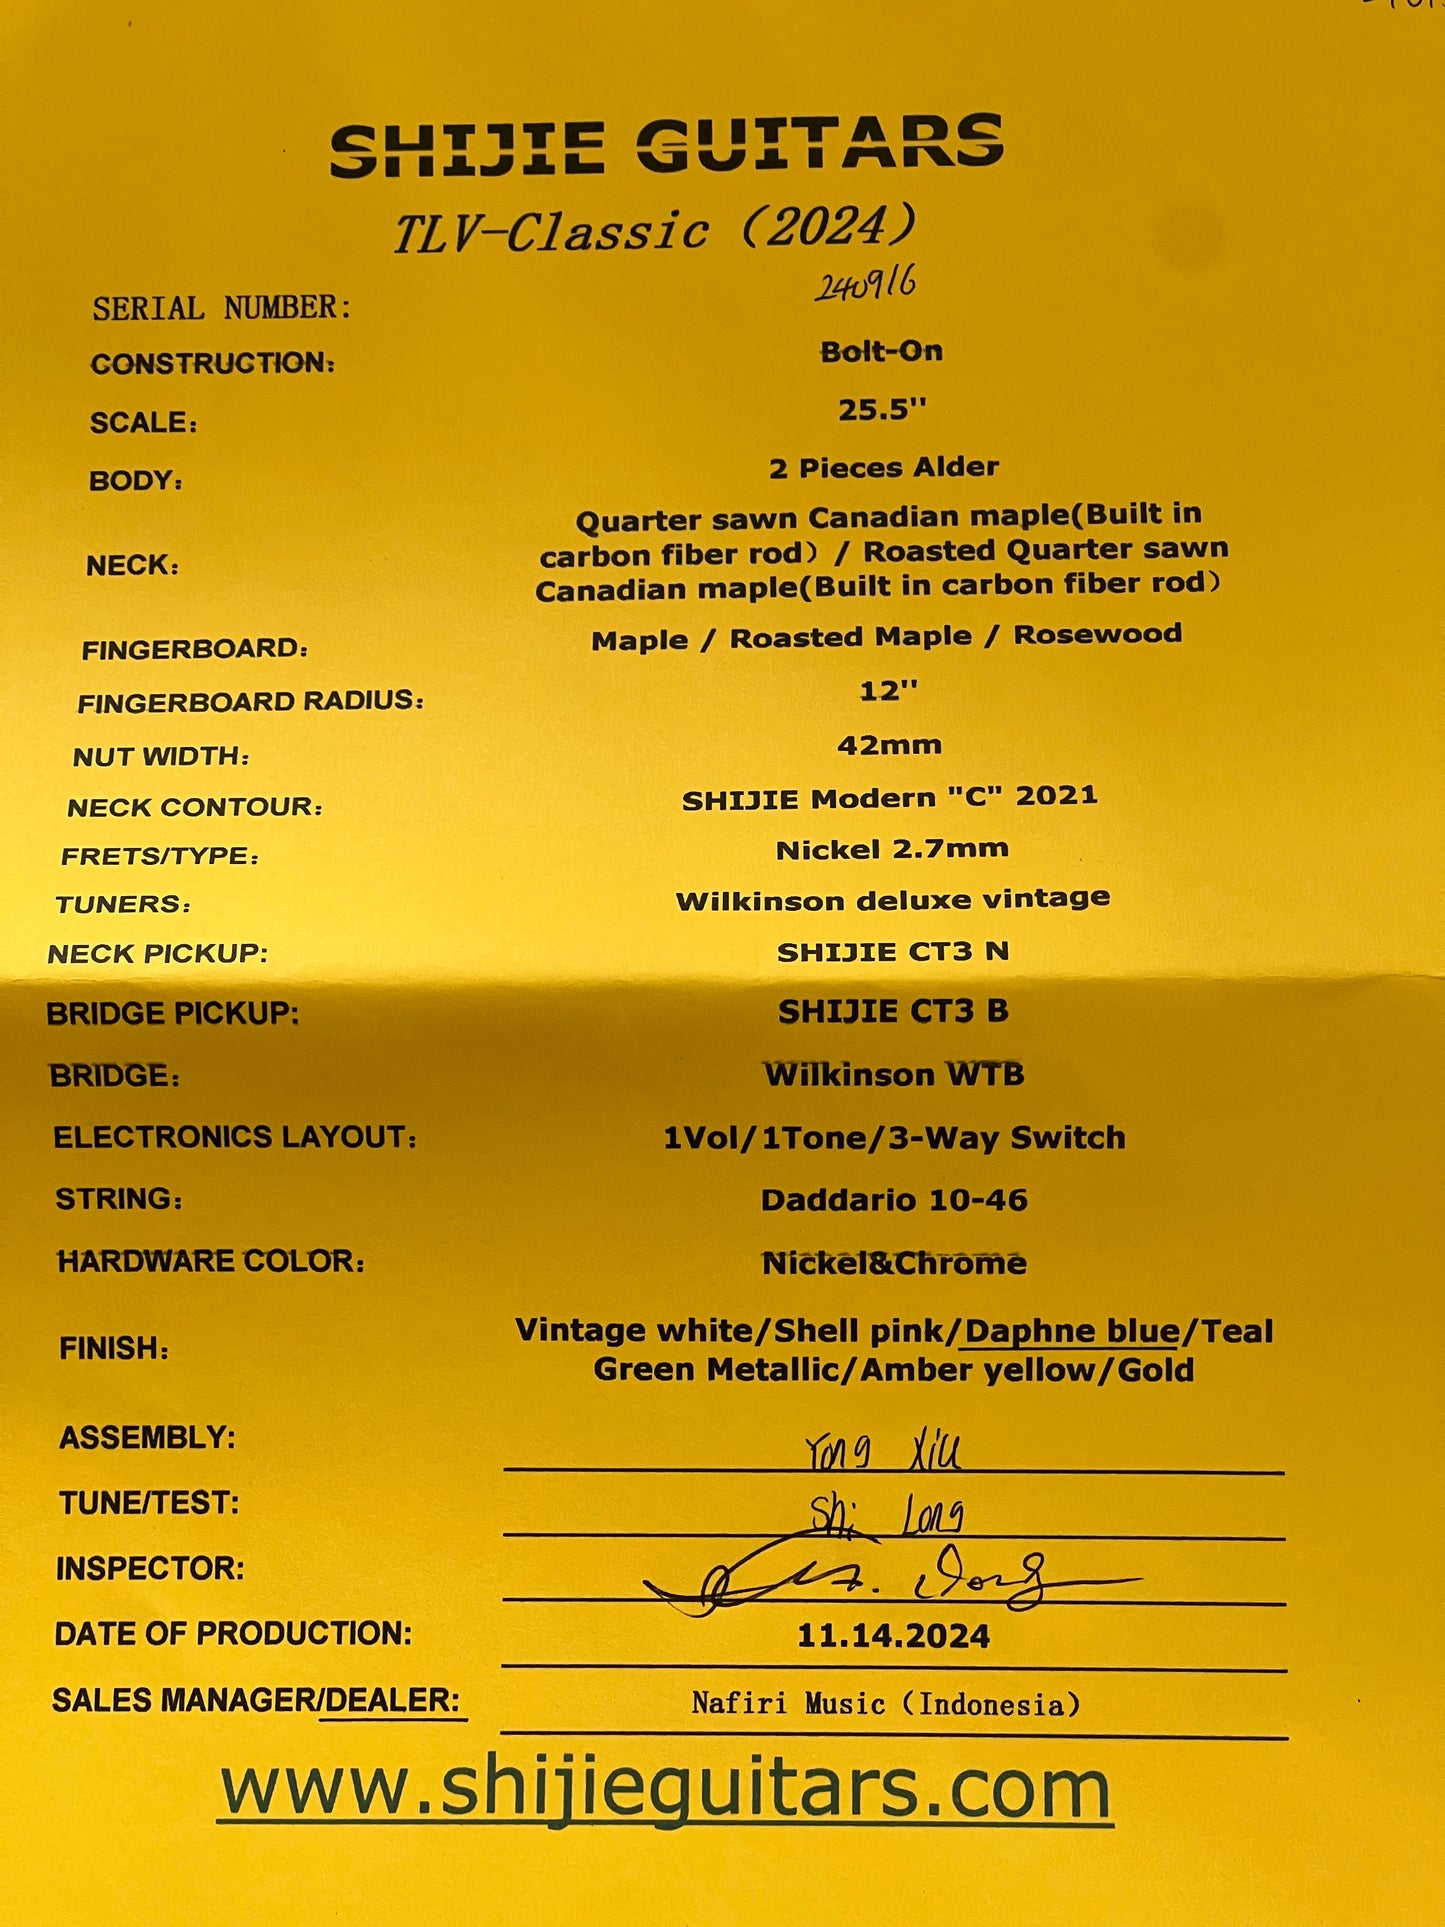 SHIJIE GUITARS
TLV-Classic (2024)
SERIAL NUMBER: 240916
CONSTRUCTION: Bolt-On
SCALE: 25.5''
BODY: 2 Pieces Alder
NECK: Quarter sawn Canadian maple(Built in
carbon fiber rod) / Roasted Quarter sawn
Canadian maple(Built in carbon fiber rod)
FINGERBOARD: Maple / Roasted Maple / Rosewood
FINGERBOARD RADIUS: 12''
NUT WIDTH: 42mm
NECK CONTOUR: SHIJIE Modern "C" 2021
FRETS/TYPE: Nickel 2.7mm
TUNERS: Wilkinson deluxe vintage
NECK PICKUP: SHIJIE CT3 N
BRIDGE PICKUP: SHIJIE CT3 B
BRIDGE: Wilkinson WTB
ELECTRONICS LAYOUT: 1Vol/1Tone/3-Way Switch
STRING: Daddario 10-46
HARDWARE COLOR: Nickel&Chrome
FINISH: Vintage white/Shell pink/Daphne blue/Teal
Green Metallic/Amber yellow/Gold
ASSEMBLY: Yong Xiu
TUNE/TEST: Shi Long
INSPECTOR:
DATE OF PRODUCTION: 11.14.2024
SALES MANAGER/DEALER: Nafiri Music (Indonesia)
www.shijieguitars.com